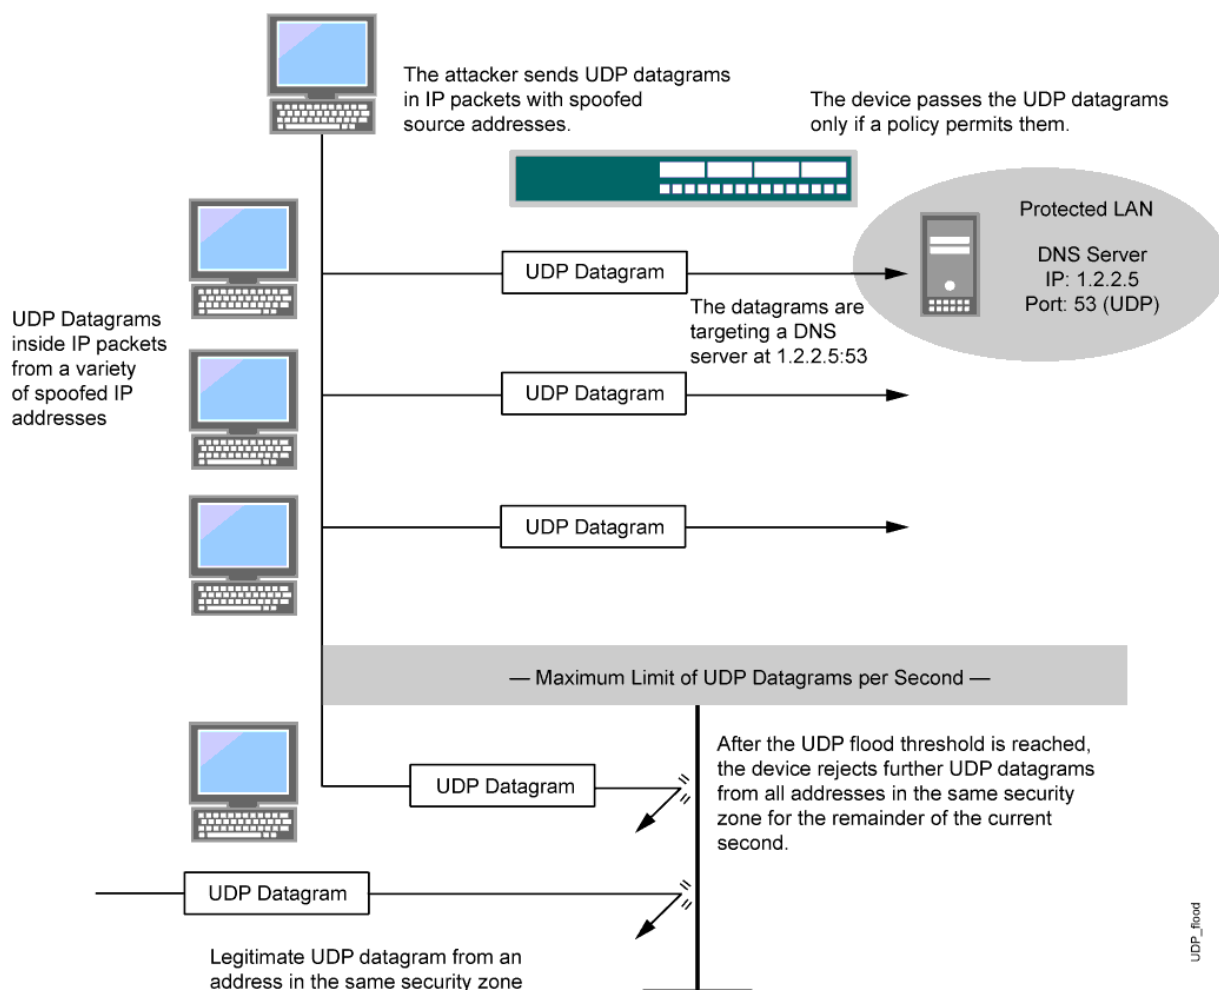 The attacker sends UDP datagrams
in IP packets with spoofed
source addresses.
The device passes the UDP datagrams
only if a policy permits them.
Protected LAN
DNS Server
IP: 1.2.2.5
Port: 53 (UDP)
UDP Datagram
The datagrams are
targeting a DNS
server at 1.2.2.5:53
UDP Datagrams
inside IP packets
from a variety
of spoofed IP
addresses
UDP Datagram
UDP Datagram
— Maximum Limit of UDP Datagrams per Second —
After the UDP flood threshold is reached,
the device rejects further UDP datagrams
from all addresses in the same security
zone for the remainder of the current
second.
UDP Datagram
UDP Datagram
Legitimate UDP datagram from an
address in the same security zone
UDP_flood